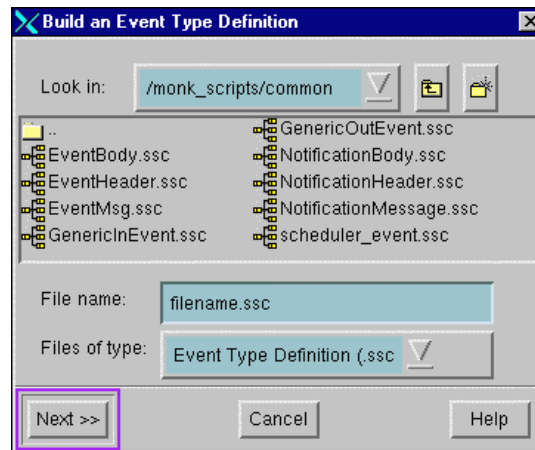 Build an Event Type Definition
Look in: /monk_scripts/common
.. GenericOutEvent.ssc
EventBody.ssc NotificationBody.ssc
EventHeader.ssc NotificationHeader.ssc
EventMsg.ssc NotificationMessage.ssc
GenericInEvent.ssc scheduler_event.ssc
File name: filename.ssc
Files of type: Event Type Definition (.ssc
Next >> Cancel Help